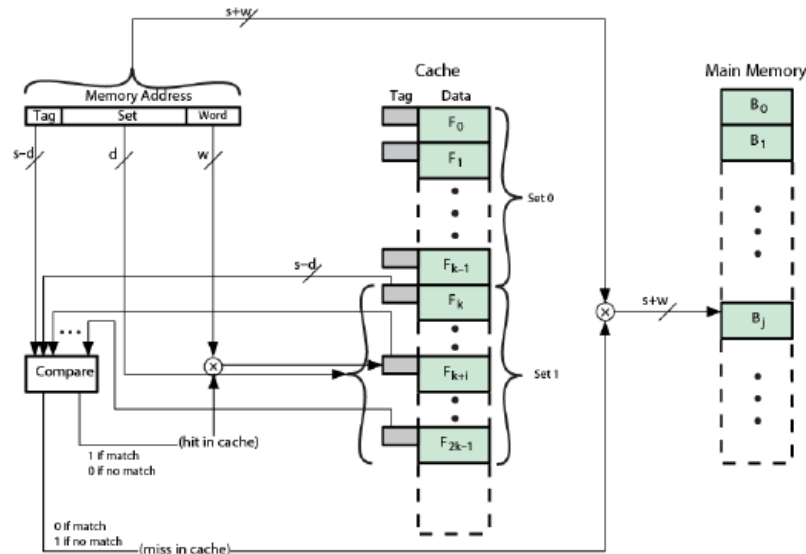 s+w
Cache
Main Memory
Memory Address
Tag Data
Tag Set Word
F0
B0
F1
B1
s–d
d
w
Set 0
s–d
Fk–1
Fk
s+w
Bj
Compare
Fk+i
Set 1
(hit in cache)
F2k–1
1 if match
0 if no match
0 if match
1 if no match
(miss in cache)